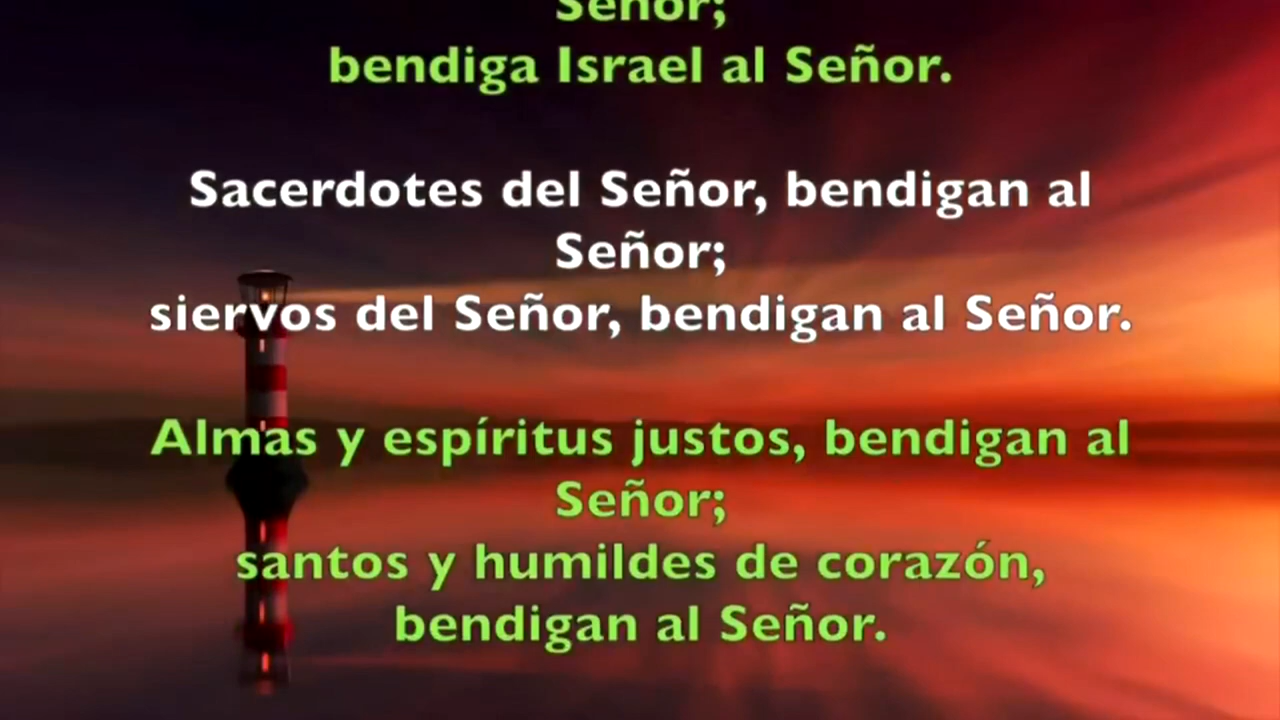 Señor;
bendiga Israel al Señor.
Sacerdotes del Señor, bendigan al
Señor;
siervos del Señor, bendigan al Señor.
Almas y espíritus justos, bendigan al
Señor;
santos y humildes de corazón,
bendigan al Señor.